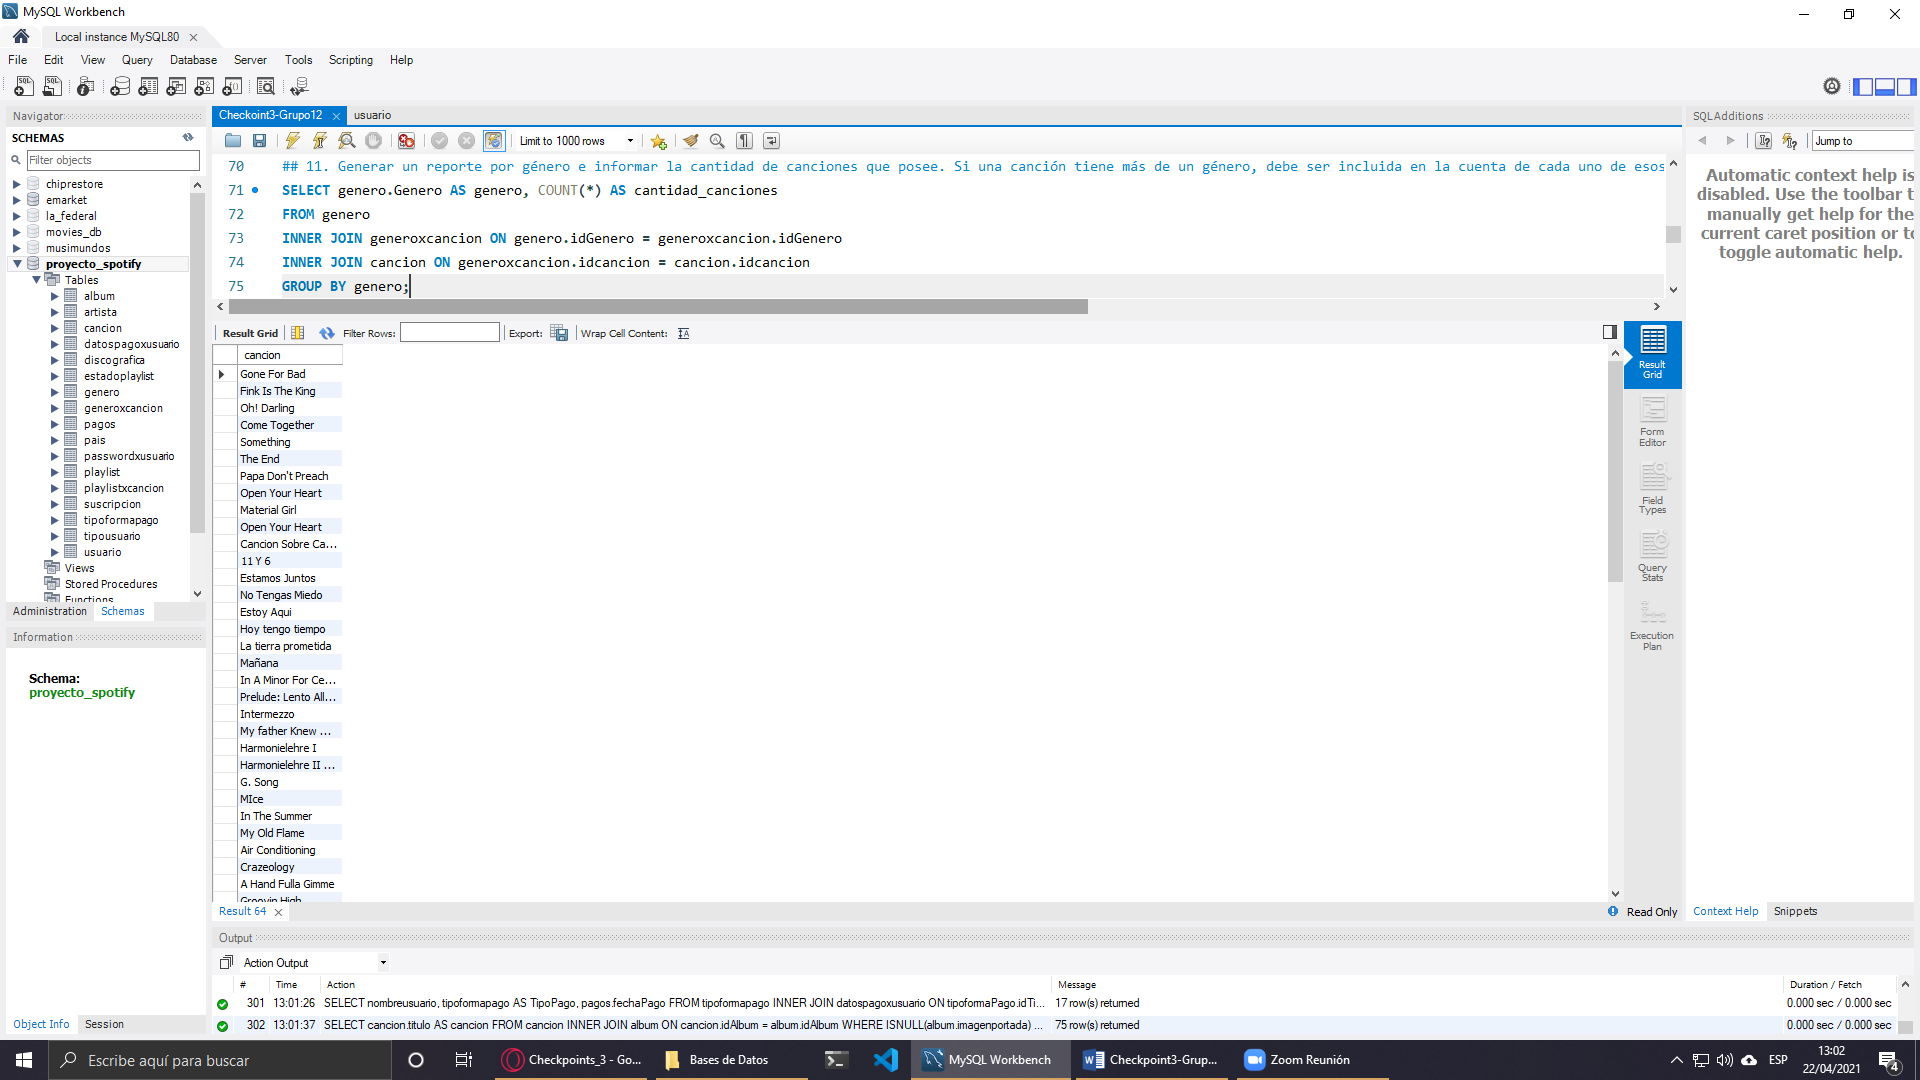 MySQL Workbench
Local instance MySQL80
File Edit View Query Database Server Tools Scripting Help
Navigator
SCHEMAS
Filter objects
chiprestore
emarket
la_federal
movies_db
musimundos
proyecto_spotify
Tables
album
artista
cancion
datospagoxusuario
discografica
estadoplaylist
genero
generoxcancion
pagos
pais
passwordxusuario
playlist
playlistxcancion
suscripcion
tipoformapago
tipousuario
usuario
Views
Stored Procedures
Functions
Administration Schemas
Information
Schema:
proyecto_spotify
Object Info Session
Checkoint3-Grupo12 usuario
Limit to 1000 rows
70 ## 11. Generar un reporte por género e informar la cantidad de canciones que posee. Si una canción tiene más de un género, debe ser incluida en la cuenta de cada uno de esos
71 SELECT genero.Genero AS genero, COUNT(*) AS cantidad_canciones
72 FROM genero
73 INNER JOIN generoxcancion ON genero.idGenero = generoxcancion.idGenero
74 INNER JOIN cancion ON generoxcancion.idcancion = cancion.idcancion
75 GROUP BY genero;
Result Grid Filter Rows: Export: Wrap Cell Content:
cancion
Gone For Bad
Fink Is The King
Oh! Darling
Come Together
Something
The End
Papa Don't Preach
Open Your Heart
Material Girl
Open Your Heart
Cancion Sobre Ca...
11 Y 6
Estamos Juntos
No Tengas Miedo
Estoy Aqui
Hoy tengo tiempo
La tierra prometida
Mañana
In A Minor For Ce...
Prelude: Lento All...
Intermezzo
My father Knew ...
Harmonielehre I
Harmonielehre II ...
G. Song
MIce
In The Summer
My Old Flame
Air Conditioning
Crazeology
A Hand Fulla Gimme
Groovin High
Result Grid
Form Editor
Field Types
Query Stats
Execution Plan
Result 64
Read Only
SQLAdditions
Jump to
Automatic context help is
disabled. Use the toolbar t
manually get help for the
current caret position or to
toggle automatic help.
Context Help Snippets
Output
Action Output
# Time Action Message Duration / Fetch
301 13:01:26 SELECT nombreusuario, tipoformapago AS TipoPago, pagos.fechaPago FROM tipoformapago INNER JOIN datospagoxusuario ON tipoformaPago.idTi... 17 row(s) returned 0.000 sec / 0.000 sec
302 13:01:37 SELECT cancion.titulo AS cancion FROM cancion INNER JOIN album ON cancion.idAlbum = album.idAlbum WHERE ISNULL(album.imagenportada) ... 75 row(s) returned 0.000 sec / 0.000 sec
Escribe aquí para buscar
Checkpoints_3 - Go...
Bases de Datos
MySQL Workbench
Checkpoint3-Grup...
Zoom Reunión
ESP
13:02
22/04/2021
4